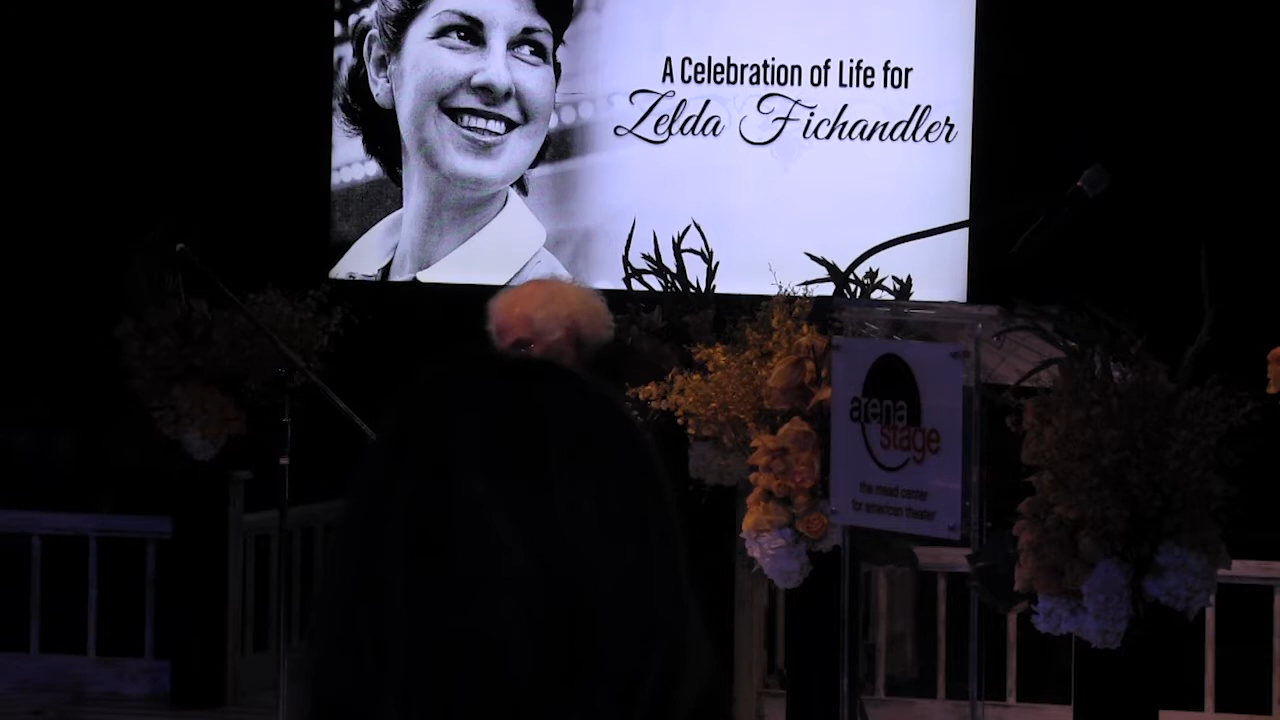 A Celebration of Life for
Zelda Fichandler
arena
stage
the mead center
for american theater